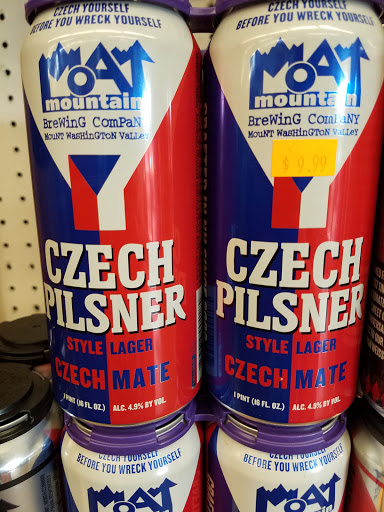 CZECH YOURSELF
BEFORE YOU WRECK YOURSELF
MOAT
mountain
BREWING COMPANY
MOUNT WASHINGTON VALLEY
CZECH
PILSNER
STYLE LAGER
CZECH MATE
1 PINT (16 FL. OZ.) ALC. 4.9% BY VOL.
CZECH YOURSELF
BEFORE YOU WRECK YOURSELF
MOAT
mountain
BREWING COMPANY
MOUNT WASHINGTON VALLEY
$ 9.99
CZECH
PILSNER
STYLE LAGER
CZECH MATE
1 PINT (16 FL. OZ.) ALC. 4.9% BY VOL.
CZECH YOURSELF
BEFORE YOU WRECK YOURSELF
MOAT
CZECH YOURSELF
BEFORE YOU WRECK YOURSELF
MOAT
mountain